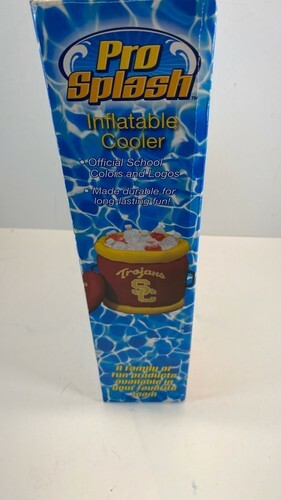 Pro
Splash
Inflatable
Cooler
• Official School
Colors and Logos
• Made durable for
long lasting fun!
Trojans
SC
A family of
fun products
available in
your favorite
team